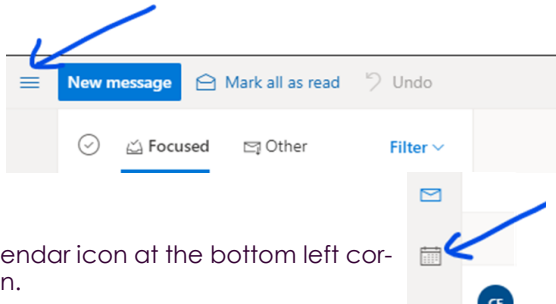 New message Mark all as read Undo
Focused Other Filter
endar icon at the bottom left cor-
n.